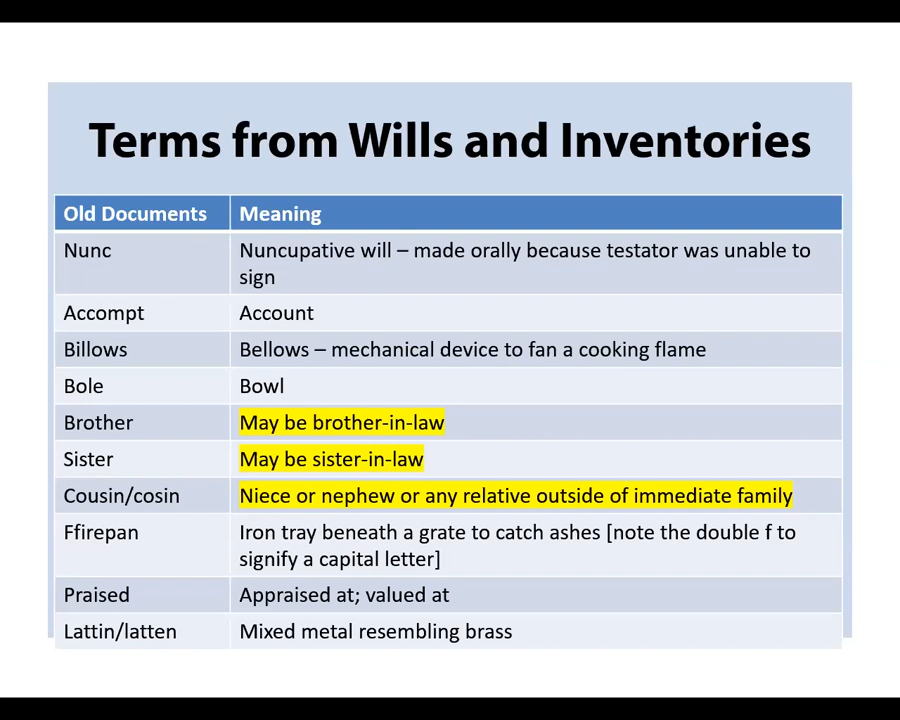 Terms from Wills and Inventories
Old Documents Meaning
Nunc Nuncupative will – made orally because testator was unable to
sign
Accompt Account
Billows Bellows – mechanical device to fan a cooking flame
Bole Bowl
Brother May be brother-in-law
Sister May be sister-in-law
Cousin/cosin Niece or nephew or any relative outside of immediate family
Ffirepan Iron tray beneath a grate to catch ashes [note the double f to
signify a capital letter]
Praised Appraised at; valued at
Lattin/latten Mixed metal resembling brass